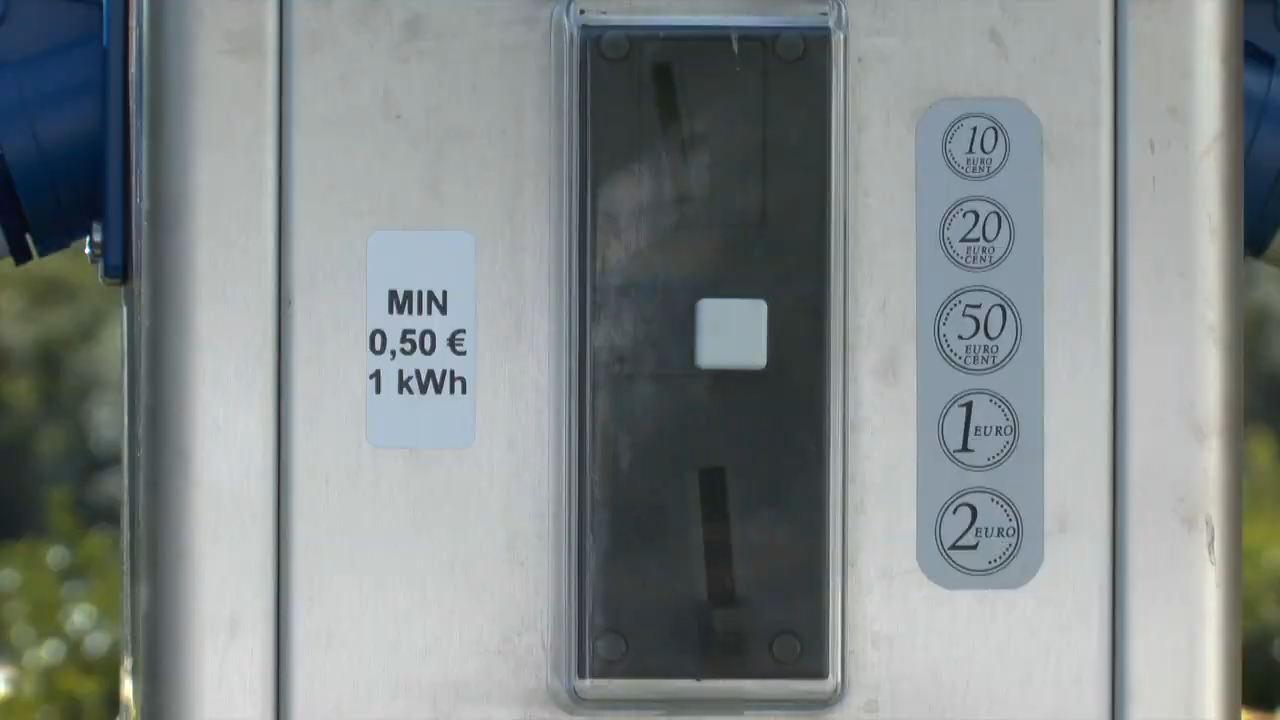 MIN
0,50 €
1 kWh
10
EURO
CENT
20
EURO
CENT
50
EURO
CENT
1 EURO
2 EURO